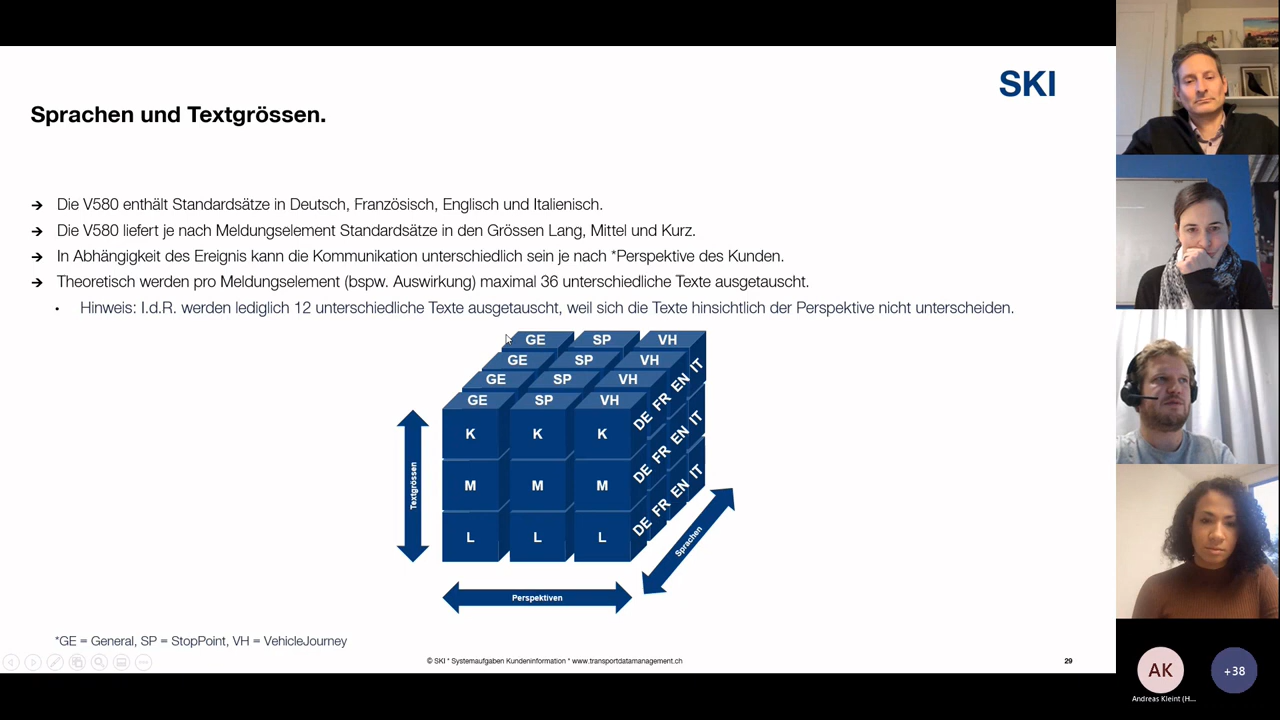 SKI
Sprachen und Textgrössen.
→ Die V580 enthält Standardsätze in Deutsch, Französisch, Englisch und Italienisch.
→ Die V580 liefert je nach Meldungselement Standardsätze in den Grössen Lang, Mittel und Kurz.
→ In Abhängigkeit des Ereignis kann die Kommunikation unterschiedlich sein je nach *Perspektive des Kunden.
→ Theoretisch werden pro Meldungselement (bspw. Auswirkung) maximal 36 unterschiedliche Texte ausgetauscht.
• Hinweis: I.d.R. werden lediglich 12 unterschiedliche Texte ausgetauscht, weil sich die Texte hinsichtlich der Perspektive nicht unterscheiden.
GE SP VH
GE SP VH
GE SP VH
GE SP VH
K K K
DE FR EN IT
M M M
DE FR EN IT
L L L
DE FR EN IT
Textgrössen
Sprachen
Perspektiven
*GE = General, SP = StopPoint, VH = VehicleJourney
© SKI * Systemaufgaben Kundeninformation * www.transportdatamanagement.ch
29
AK
+38
Andreas Kleint (H...